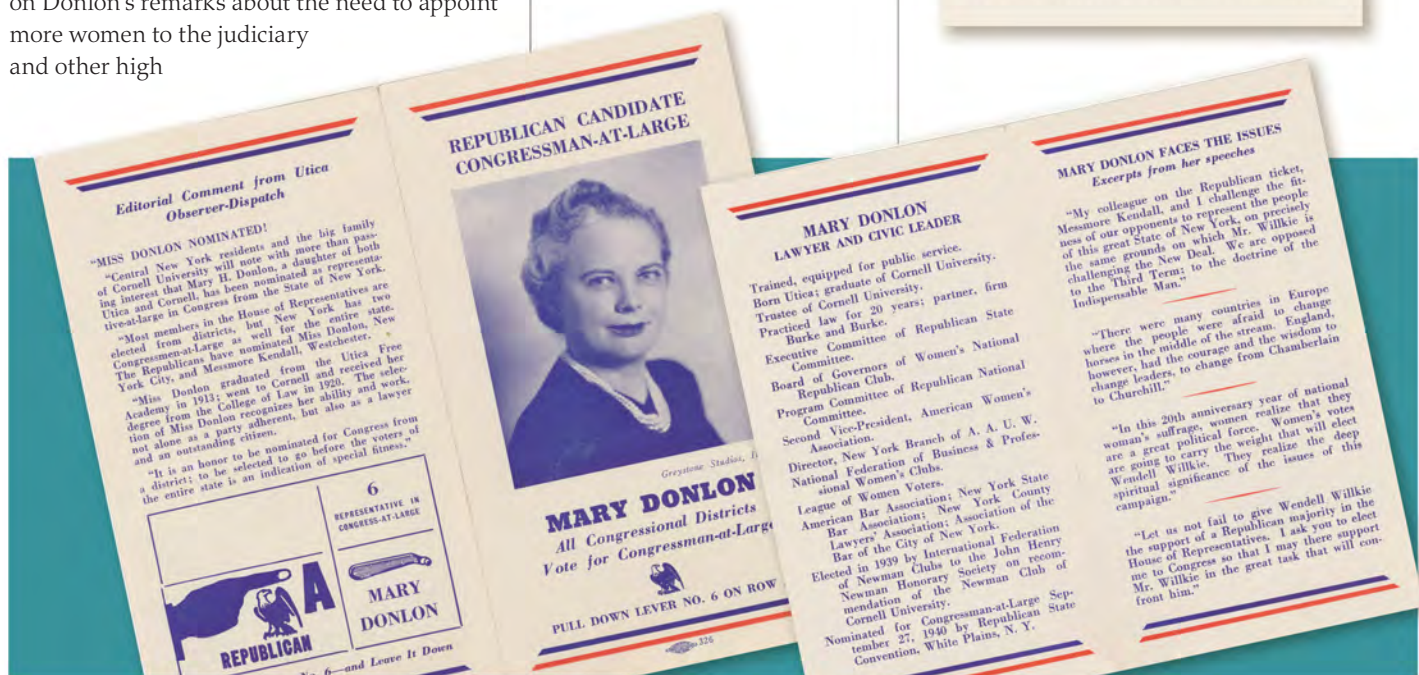 on Donlon's remarks about the need to appoint
more women to the judiciary
and other high
Editorial Comment from Utica
Observer-Dispatch
"MISS DONLON NOMINATED!
"Central New York residents and the big family
of Cornell University will note with more than pass-
ing interest that Mary H. Donlon, a daughter of both
Utica and Cornell, has been nominated as representa-
tive-at-large in Congress from the State of New York.
"Most members in the House of Representatives are
elected from districts, but New York has two
Congressmen-at-Large as well for the entire state.
The Republicans have nominated Miss Donlon, New
York City, and Messmore Kendall, Westchester.
"Miss Donlon graduated from the Utica Free
Academy in 1913; went to Cornell and received her
degree from the College of Law in 1920. The selec-
tion of Miss Donlon recognizes her ability and work,
not alone as a party adherent, but also as a lawyer
and an outstanding citizen.
"It is an honor to be nominated for Congress from
a district; to be selected to go before the voters of
the entire state is an indication of special fitness."
6
REPRESENTATIVE IN
CONGRESS-AT-LARGE
A
REPUBLICAN
MARY
DONLON
No. 6—and Leave It Down
REPUBLICAN CANDIDATE
CONGRESSMAN-AT-LARGE
Greystone Studios,
MARY DONLON
All Congressional Districts
Vote for Congressman-at-Large
PULL DOWN LEVER NO. 6 ON ROW
326
MARY DONLON
LAWYER AND CIVIC LEADER
Trained, equipped for public service.
Born Utica; graduate of Cornell University.
Trustee of Cornell University.
Practiced law for 20 years; partner, firm
Burke and Burke.
Executive Committee of Republican State
Committee.
Board of Governors of Women's National
Republican Club.
Program Committee of Republican National
Committee.
Second Vice-President, American Women's
Association.
Director, New York Branch of A. A. U. W.
National Federation of Business & Profes-
sional Women's Clubs.
League of Women Voters.
American Bar Association; New York State
Bar Association; New York County
Lawyers' Association; Association of the
Bar of the City of New York.
Elected in 1939 by International Federation
of Newman Clubs to the John Henry
Newman Honorary Society on recom-
mendation of the Newman Club of
Cornell University.
Nominated for Congressman-at-Large Sep-
tember 27, 1940 by Republican State
Convention, White Plains, N. Y.
MARY DONLON FACES THE ISSUES
Excerpts from her speeches
"My colleague on the Republican ticket,
Messmore Kendall, and I challenge the fit-
ness of our opponents to represent the people
of this great State of New York, on precisely
the same grounds on which Mr. Willkie is
challenging the New Deal. We are opposed
to the Third Term; to the doctrine of the
Indispensable Man."
"There were many countries in Europe
where the people were afraid to change
horses in the middle of the stream. England,
however, had the courage and the wisdom to
change leaders, to change from Chamberlain
to Churchill."
"In this 20th anniversary year of national
woman's suffrage, women realize that they
are a great political force. Women's votes
are going to carry the weight that will elect
Wendell Willkie. They realize the deep
spiritual significance of the issues of this
campaign."
"Let us not fail to give Wendell Willkie
the support of a Republican majority in the
House of Representatives. I ask you to elect
me to Congress so that I may there support
Mr. Willkie in the great task that will con-
front him."